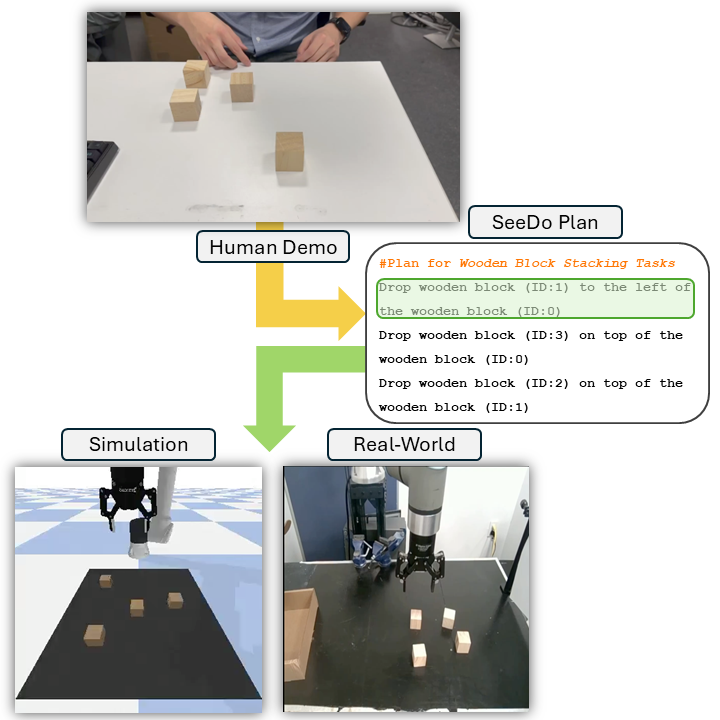 Human Demo
SeeDo Plan
#Plan for Wooden Block Stacking Tasks
Drop wooden block (ID:1) to the left of
the wooden block (ID:0)
Drop wooden block (ID:3) on top of the
wooden block (ID:0)
Drop wooden block (ID:2) on top of the
wooden block (ID:1)
Simulation
Real-World